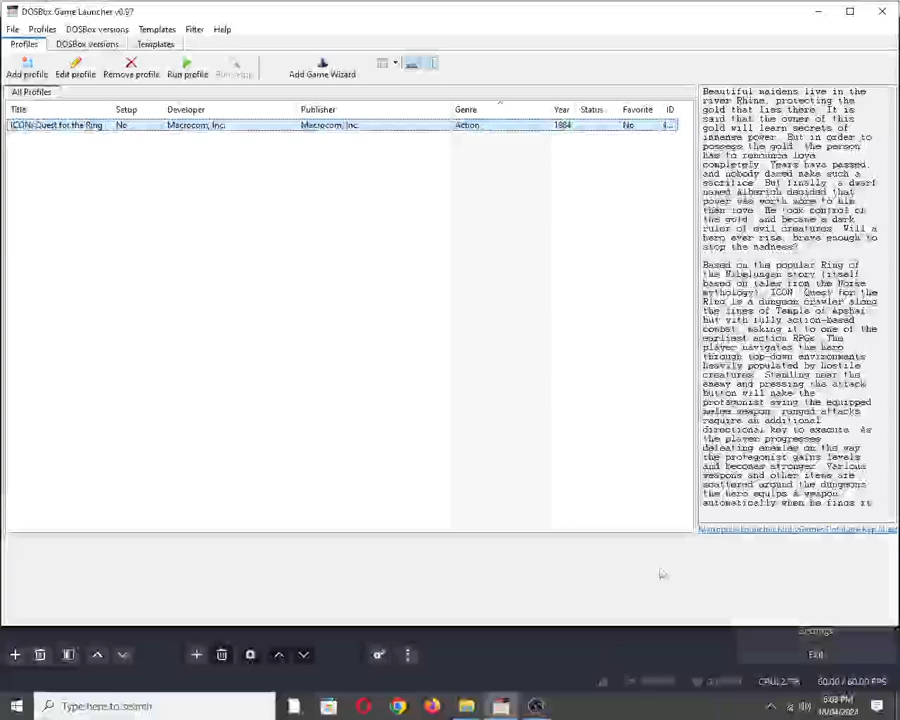 DOSBox Game Launcher v0.97
File Profiles DOSBox versions Templates Filter Help
Profiles DOSBox versions Templates
Add profile Edit profile Remove profile Run profile Add Game Wizard
All Profiles
Title Setup Developer Publisher Genre Year Status Favorite ID
ICON: Quest for the Ring No Macrocom, Inc. Macrocom, Inc. Action 1984 No
Beautiful maidens live in the
river Rhine, protecting the
gold that lies there. It is
said that the owner of this
gold will learn secrets of
immense power. But in order to
possess the gold, the person
has to renounce love
completely. Years have passed,
and nobody dared make such a
sacrifice. But finally, a dwarf
named Alberich decided that
power was worth more to him
than love. He took control of
the gold, and became a dark
ruler of evil creatures. Will a
hero ever rise, brave enough to
stop the madness?
Based on the popular Ring of
the Nibelungen story (itself
based on tales from the Norse
mythology), ICON: Quest for the
Ring is a dungeon crawler along
the lines of Temple of Apshai,
but with fully action-based
combat, making it to one of the
earliest action RPGs. The
player navigates the hero
through top-down environments
heavily populated by hostile
creatures. Standing near the
enemy and pressing the attack
button will make the
protagonist swing the equipped
melee weapon; ranged attacks
require an additional
directional key to execute. As
the player progresses
defeating enemies on the way
the protagonist gains levels
and becomes stronger. Various
weapons and other items are
scattered around the dungeons;
the hero equips a weapon
automatically when he finds it
Settings
Exit
60.00 / 60.00 FPS
Type here to search
6:03 PM